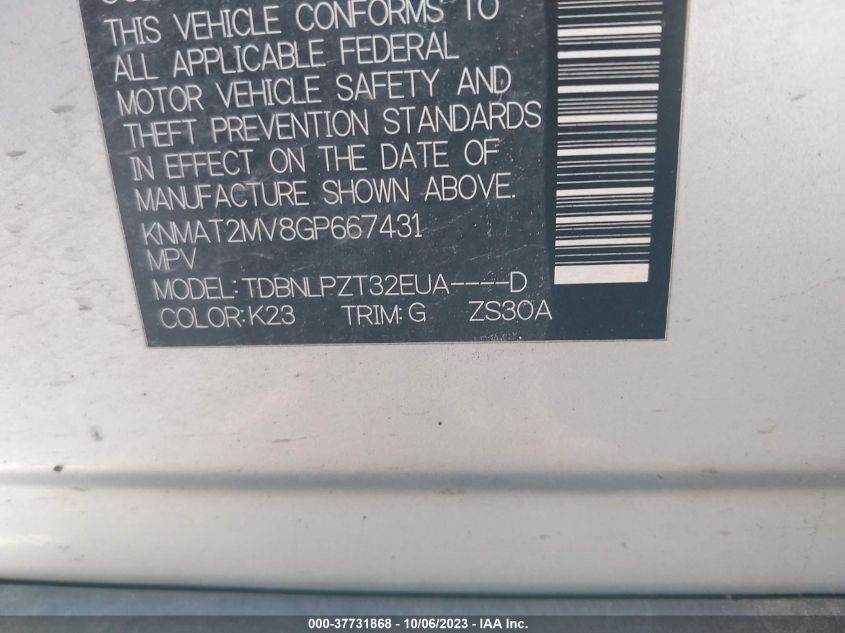 THIS VEHICLE CONFORMS TO
ALL APPLICABLE FEDERAL
MOTOR VEHICLE SAFETY AND
THEFT PREVENTION STANDARDS
IN EFFECT ON THE DATE OF
MANUFACTURE SHOWN ABOVE.
KNMAT2MV8GP667431
MPV
MODEL:TDBNLPZT32EUA----D
COLOR:K23 TRIM:G ZS30A
000-37731868 - 10/06/2023 - IAA Inc.